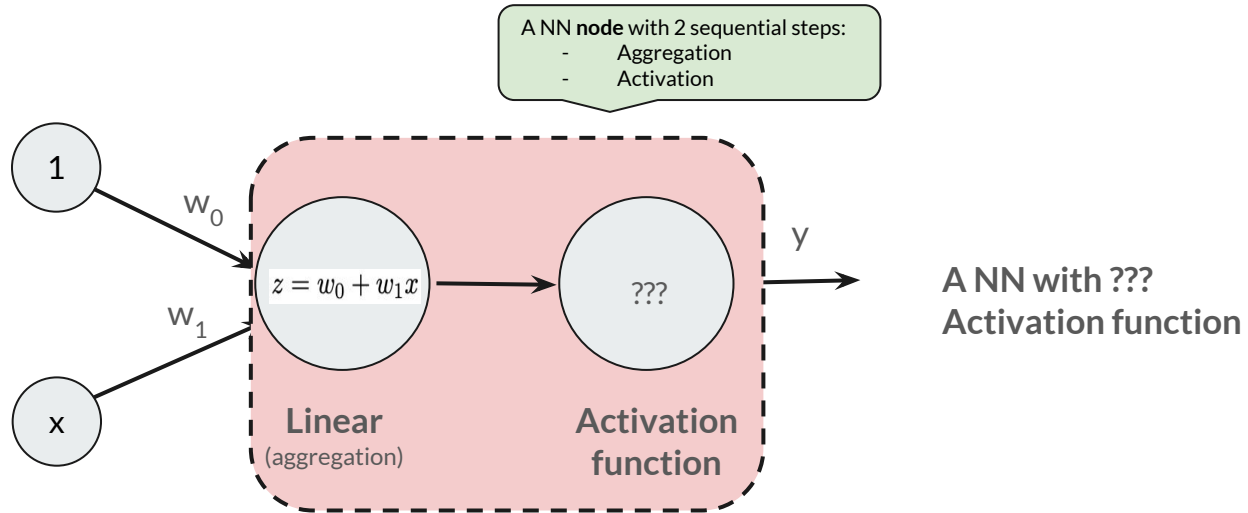 A NN node with 2 sequential steps:
- Aggregation
- Activation
1
w₀
x
w₁
z = w₀ + w₁x
Linear
(aggregation)
???
Activation
function
y
A NN with ???
Activation function